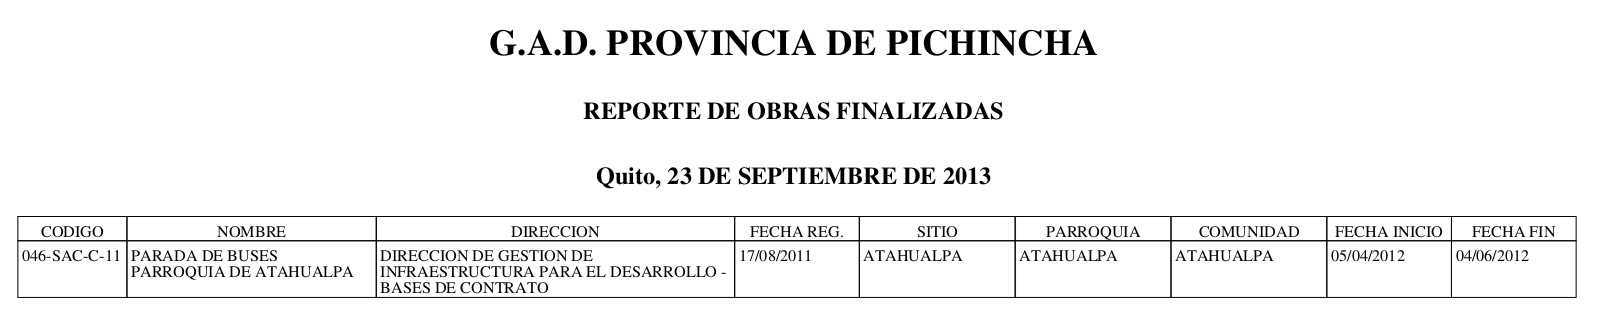 G.A.D. PROVINCIA DE PICHINCHA
REPORTE DE OBRAS FINALIZADAS
Quito, 23 DE SEPTIEMBRE DE 2013
CODIGO NOMBRE DIRECCION FECHA REG. SITIO PARROQUIA COMUNIDAD FECHA INICIO FECHA FIN
046-SAC-C-11 PARADA DE BUSES DIRECCION DE GESTION DE 17/08/2011 ATAHUALPA ATAHUALPA ATAHUALPA 05/04/2012 04/06/2012
PARROQUIA DE ATAHUALPA INFRAESTRUCTURA PARA EL DESARROLLO -
BASES DE CONTRATO